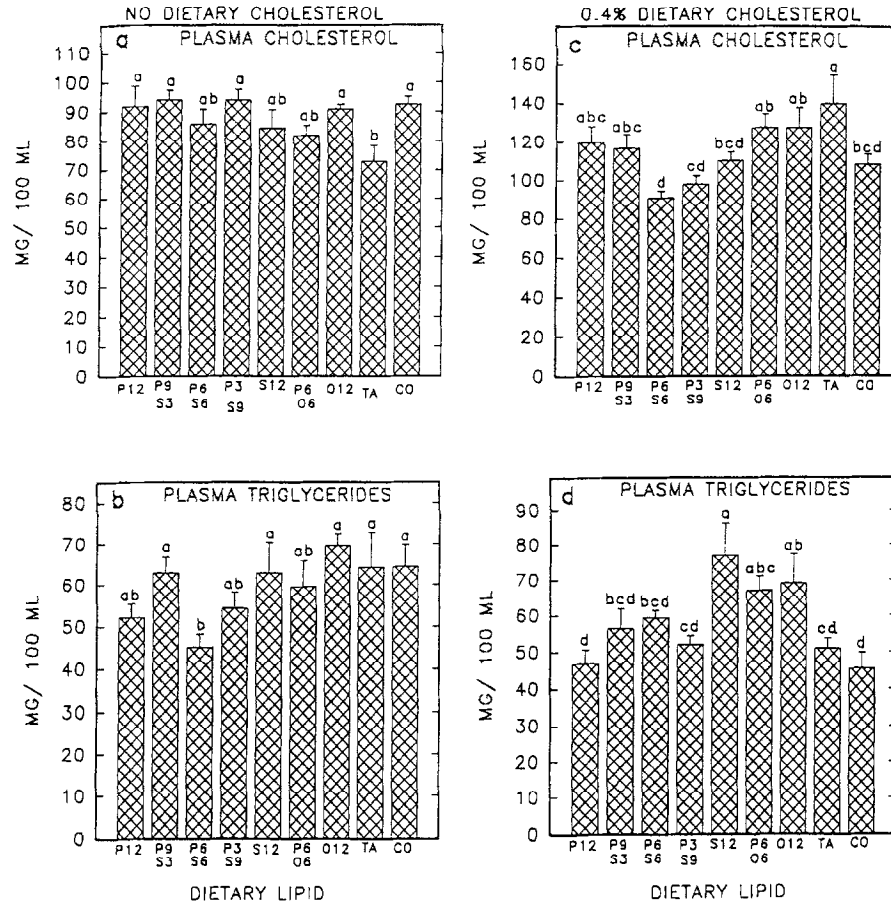 NO DIETARY CHOLESTEROL
a PLASMA CHOLESTEROL
110
100
90
80
70
60
50
40
30
20
10
0
MG/ 100 ML
a a ab a ab ab a b a
P12 P9 P6 P3 S12 P6 O12 TA CO
S3 S6 S9 O6
0.4% DIETARY CHOLESTEROL
c PLASMA CHOLESTEROL
160
140
120
100
80
60
40
20
0
MG/ 100 ML
abc abc d cd bcd ab ab a bcd
P12 P9 P6 P3 S12 P6 O12 TA CO
S3 S6 S9 O6
b PLASMA TRIGLYCERIDES
80
70
60
50
40
30
20
10
0
MG/ 100 ML
ab a b ab a ab a a a
P12 P9 P6 P3 S12 P6 O12 TA CO
S3 S6 S9 O6
DIETARY LIPID
d PLASMA TRIGLYCERIDES
90
80
70
60
50
40
30
20
10
0
MG/ 100 ML
d bcd bcd cd a abc ab cd d
P12 P9 P6 P3 S12 P6 O12 TA CO
S3 S6 S9 O6
DIETARY LIPID